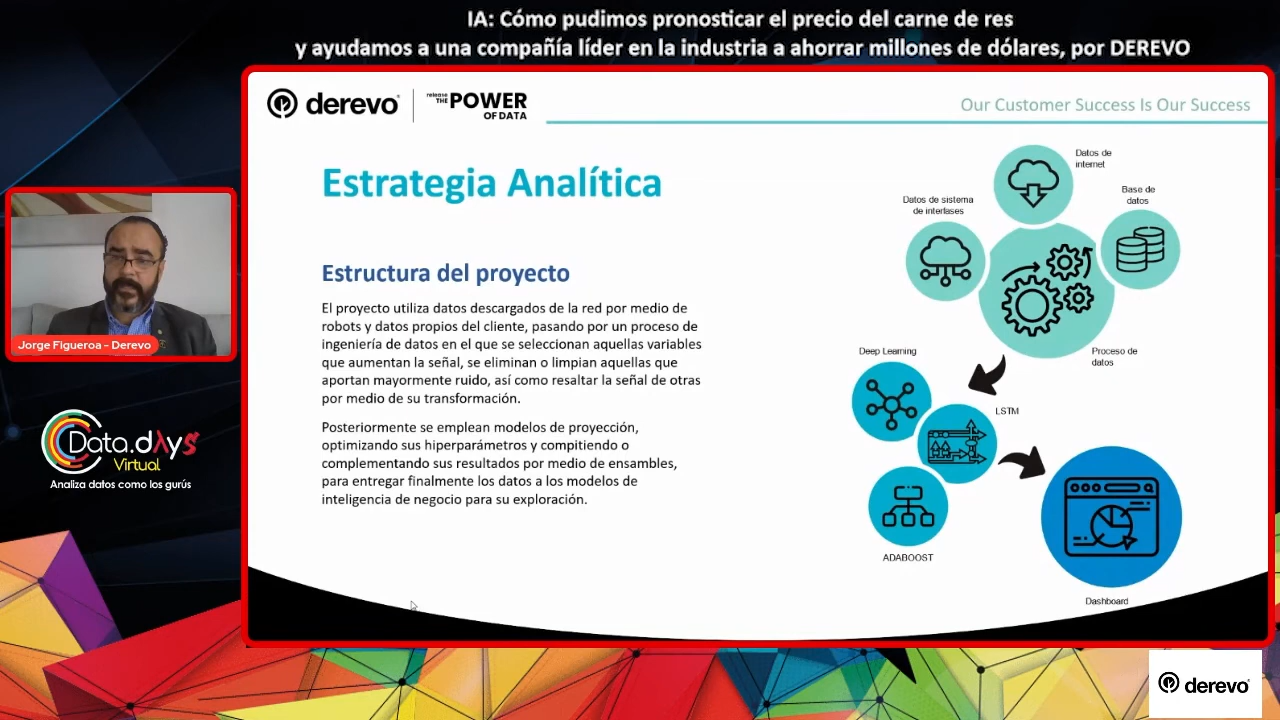 IA: Cómo pudimos pronosticar el precio del carne de res
y ayudamos a una compañía líder en la industria a ahorrar millones de dólares, por DEREVO
derevo
release
THE POWER
OF DATA
Our Customer Success Is Our Success
Estrategia Analítica
Estructura del proyecto
El proyecto utiliza datos descargados de la red por medio de
robots y datos propios del cliente, pasando por un proceso de
ingeniería de datos en el que se seleccionan aquellas variables
que aumentan la señal, se eliminan o limpian aquellas que
aportan mayormente ruido, así como resaltar la señal de otras
por medio de su transformación.
Posteriormente se emplean modelos de proyección,
optimizando sus hiperparámetros y compitiendo o
complementando sus resultados por medio de ensambles,
para entregar finalmente los datos a los modelos de
inteligencia de negocio para su exploración.
Datos de
internet
Base de
datos
Datos de sistema
de interfases
Proceso de
datos
Deep Learning
LSTM
ADABOOST
Dashboard
Jorge Figueroa - Derevo
Data.dAys
Virtual
Analiza datos como los gurús
derevo